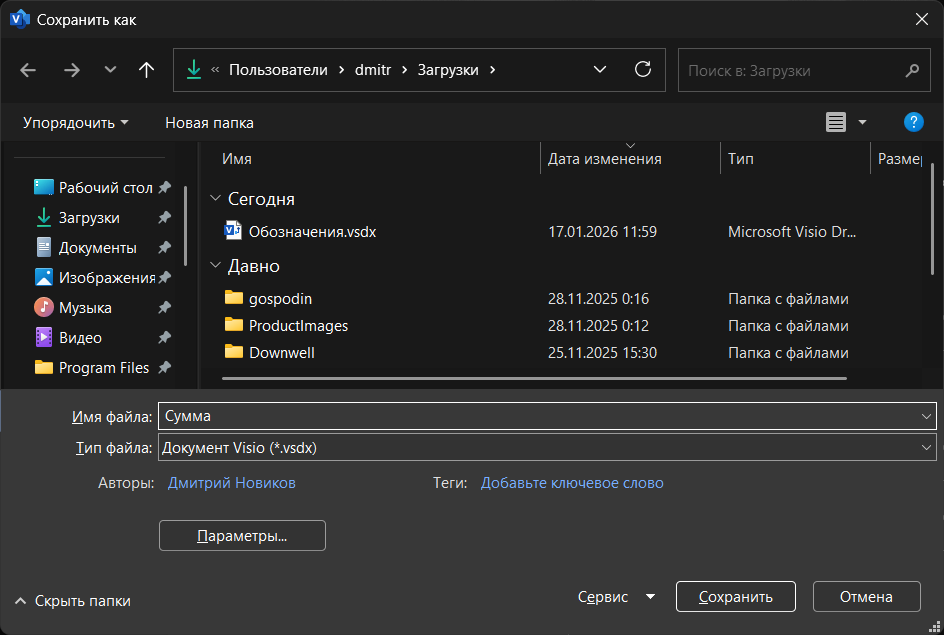 Сохранить как
« Пользователи > dmitr > Загрузки >
Поиск в: Загрузки
Упорядочить
Новая папка
?
Имя
Дата изменения
Тип
Разме
Рабочий стол
Загрузки
Документы
Изображения
Музыка
Видео
Program Files
Сегодня
Обозначения.vsdx 17.01.2026 11:59 Microsoft Visio Dr...
Давно
gospodin 28.11.2025 0:16 Папка с файлами
ProductImages 28.11.2025 0:12 Папка с файлами
Downwell 25.11.2025 15:30 Папка с файлами
Имя файла: Сумма
Тип файла: Документ Visio (*.vsdx)
Авторы: Дмитрий Новиков
Теги: Добавьте ключевое слово
Параметры...
Скрыть папки
Сервис
Сохранить
Отмена